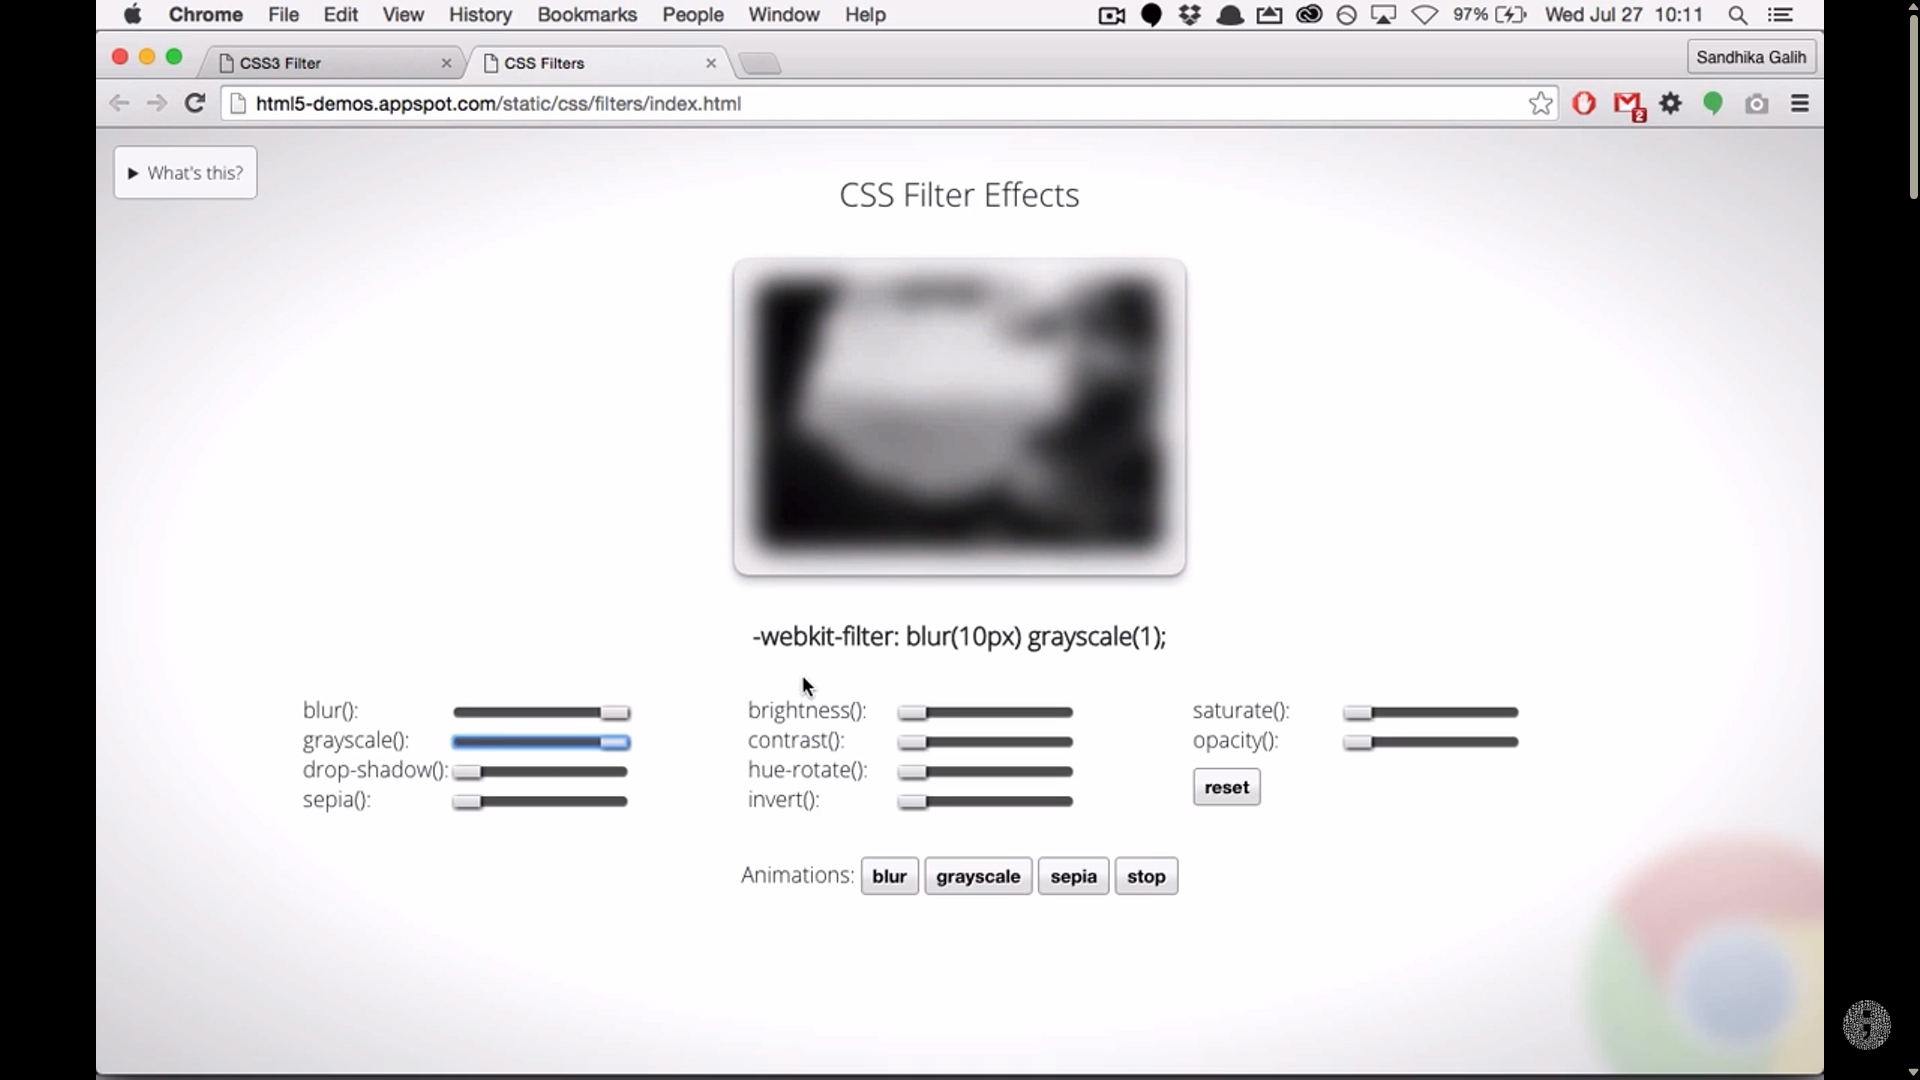 Chrome File Edit View History Bookmarks People Window Help 97% Wed Jul 27 10:11
CSS3 Filter CSS Filters Sandhika Galih
html5-demos.appspot.com/static/css/filters/index.html 2
What's this?
CSS Filter Effects
-webkit-filter: blur(10px) grayscale(1);
blur(): brightness(): saturate():
grayscale(): contrast(): opacity():
drop-shadow(): hue-rotate():
reset
sepia(): invert():
Animations: blur grayscale sepia stop